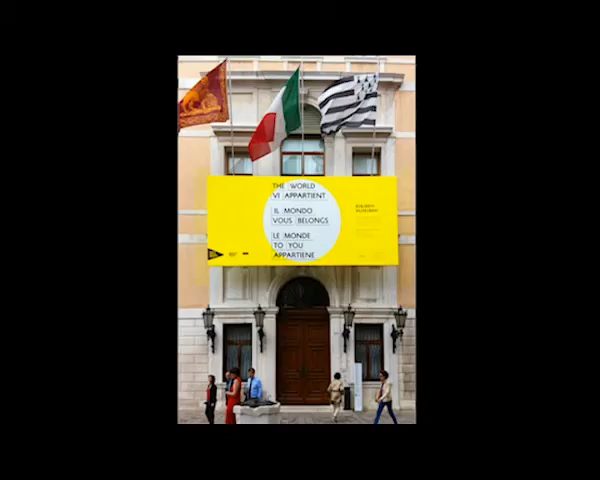 THE WORLD
VI APPARTIENT
IL MONDO
VOUS BELONGS
LE MONDE
TO YOU
APPARTIENE